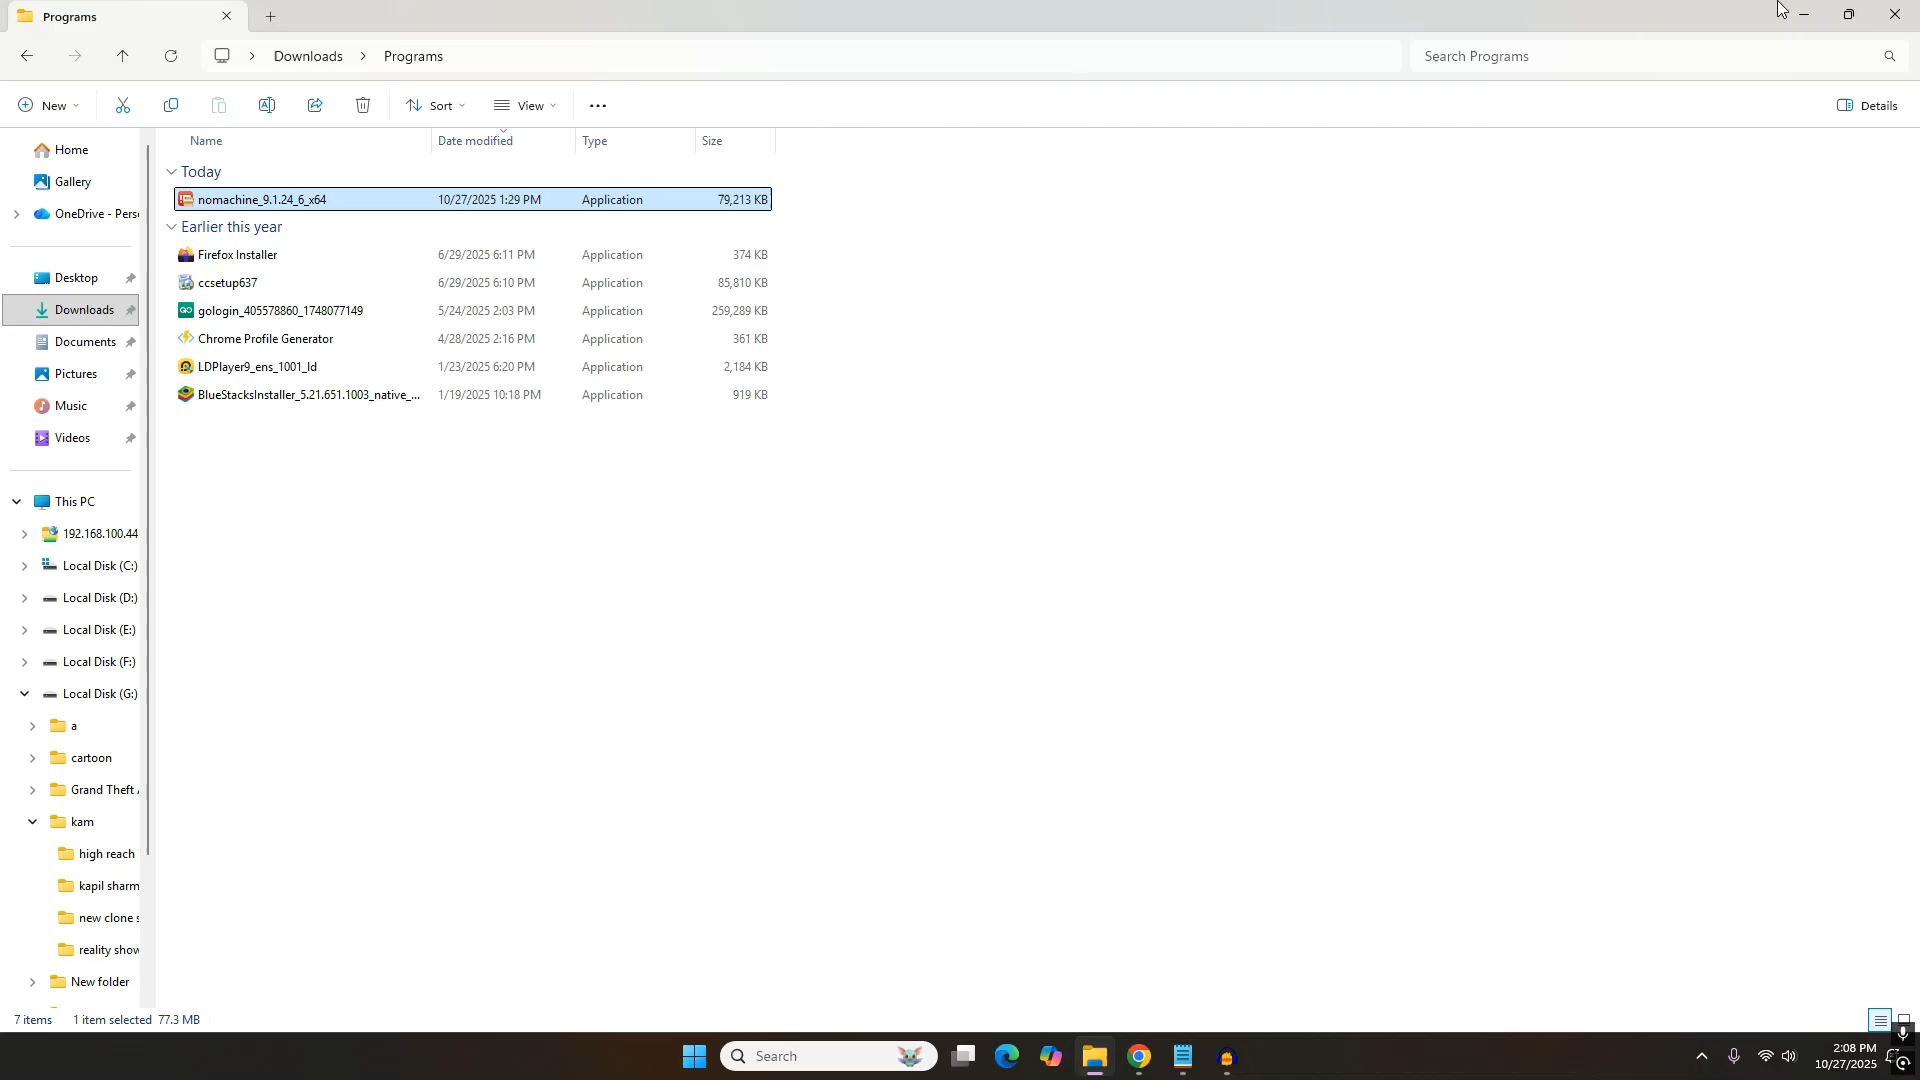 Programs
Downloads Programs
Search Programs
New
Sort
View
Details
Name Date modified Type Size
Home
Gallery
OneDrive - Pers
Desktop
Downloads
Documents
Pictures
Music
Videos
This PC
192.168.100.44
Local Disk (C:)
Local Disk (D:)
Local Disk (E:)
Local Disk (F:)
Local Disk (G:)
a
cartoon
Grand Theft
kam
high reach
kapil sharm
new clone s
reality show
New folder
Today
nomachine_9.1.24_6_x64 10/27/2025 1:29 PM Application 79,213 KB
Earlier this year
Firefox Installer 6/29/2025 6:11 PM Application 374 KB
ccsetup637 6/29/2025 6:10 PM Application 85,810 KB
GO
gologin_405578860_1748077149 5/24/2025 2:03 PM Application 259,289 KB
Chrome Profile Generator 4/28/2025 2:16 PM Application 361 KB
LDPlayer9_ens_1001_ld 1/23/2025 6:20 PM Application 2,184 KB
BlueStacksInstaller_5.21.651.1003_native_... 1/19/2025 10:18 PM Application 919 KB
7 items 1 item selected 77.3 MB
Search
2:08 PM
10/27/2025